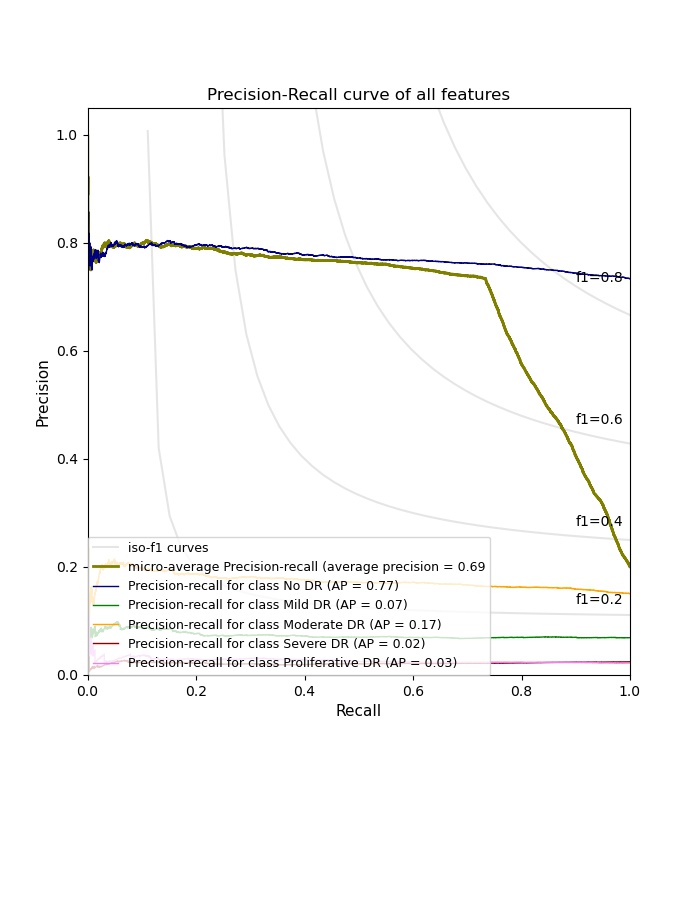 Precision-Recall curve of all features
1.0
0.8
0.6
0.4
0.2
0.0
Precision
f1=0.8
f1=0.6
f1=0.4
f1=0.2
iso-f1 curves
micro-average Precision-recall (average precision = 0.69
Precision-recall for class No DR (AP = 0.77)
Precision-recall for class Mild DR (AP = 0.07)
Precision-recall for class Moderate DR (AP = 0.17)
Precision-recall for class Severe DR (AP = 0.02)
Precision-recall for class Proliferative DR (AP = 0.03)
0.0 0.2 0.4 0.6 0.8 1.0
Recall